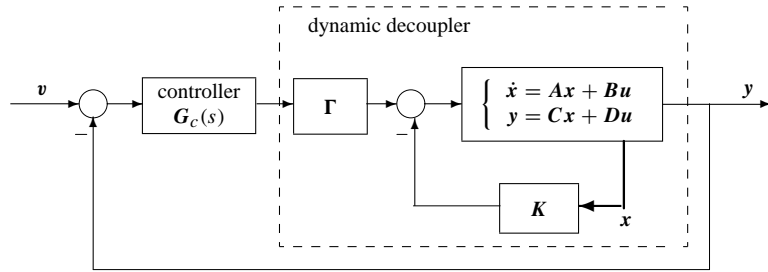 dynamic decoupler
v
controller
G_c(s)
Γ
ẋ = Ax + Bu
y = Cx + Du
y
−
−
K
x